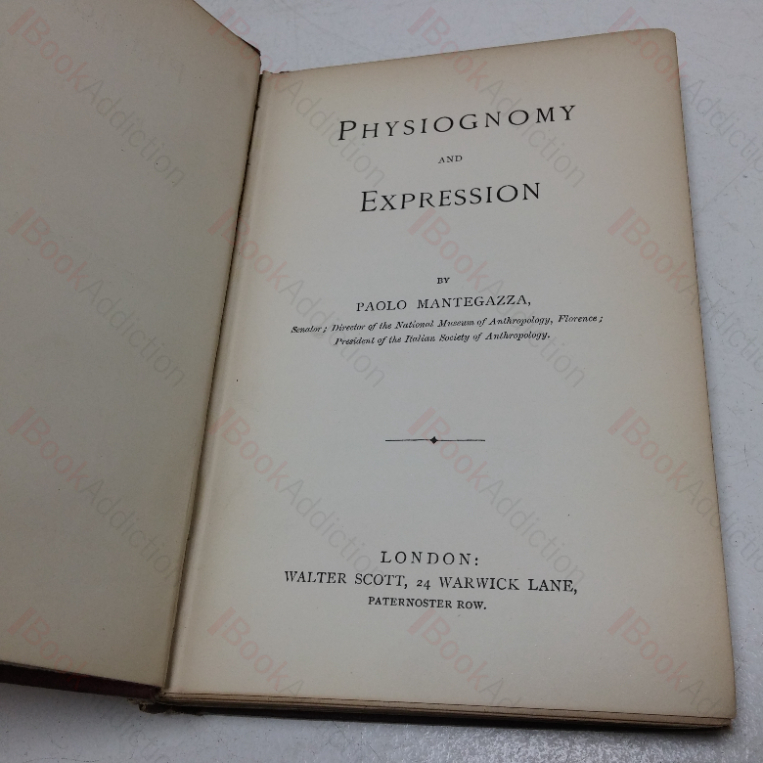 PHYSIOGNOMY
AND
EXPRESSION
BY
PAOLO MANTEGAZZA,
Senator; Director of the National Museum of Anthropology, Florence;
President of the Italian Society of Anthropology.
LONDON:
WALTER SCOTT, 24 WARWICK LANE,
PATERNOSTER ROW.
BookAddiction